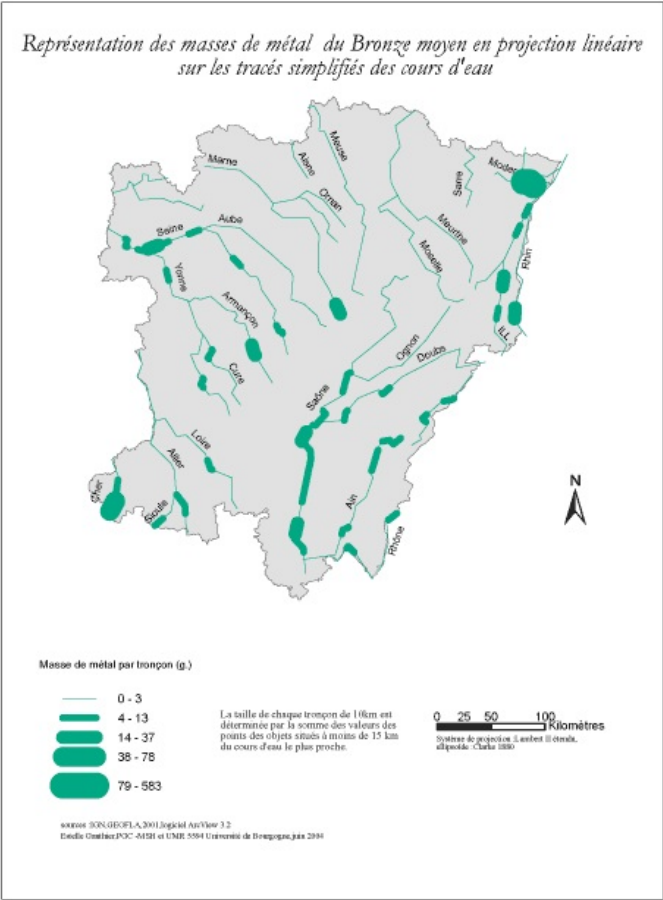 Représentation des masses de métal du Bronze moyen en projection linéaire
sur les tracés simplifiés des cours d'eau
Meuse
Aisne
Marne
Ornan
Sarre
Moder
Meurthe
Moselle
Aube
Seine
Rhin
Yonne
Armançon
ILL
Ognon
Doubs
Cure
Saône
Loire
Allier
Cher
Sioule
Ain
Rhône
N
Masse de métal par tronçon (g.)
0 - 3
4 - 13
14 - 37
38 - 78
79 - 583
La taille de chaque tronçon de 10km est
déterminée par la somme des valeurs des
points des objets situés à moins de 15 km
du cours d'eau le plus proche.
0 25 50 100
Kilomètres
Système de projection :Lambert II étendu,
ellipsoïde :Clarke 1880
sources :IGN,GEOFLA,2001,logiciel ArcView 3.2
Estelle Gauthier,POC -MSH et UMR 5594 Université de Bourgogne,juin 2004